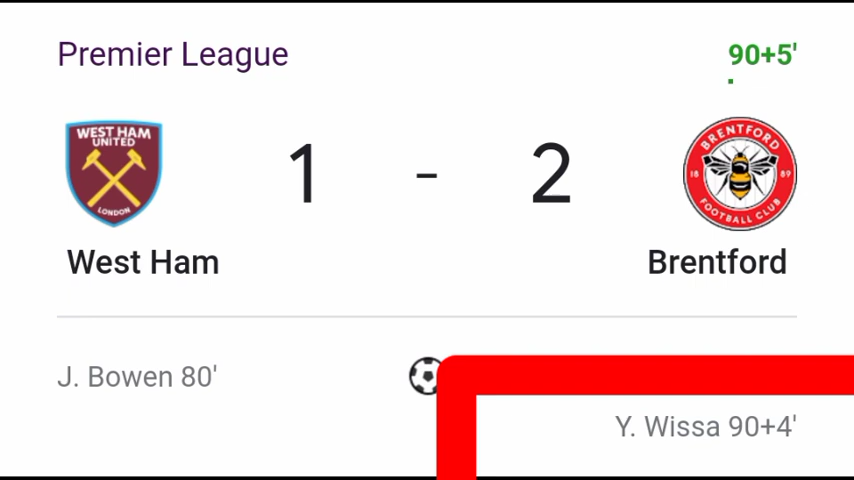 Premier League
90+5'
WEST HAM
UNITED
LONDON
1 - 2
BRENTFORD
18 89
FOOTBALL CLUB
West Ham
Brentford
J. Bowen 80'
Y. Wissa 90+4'